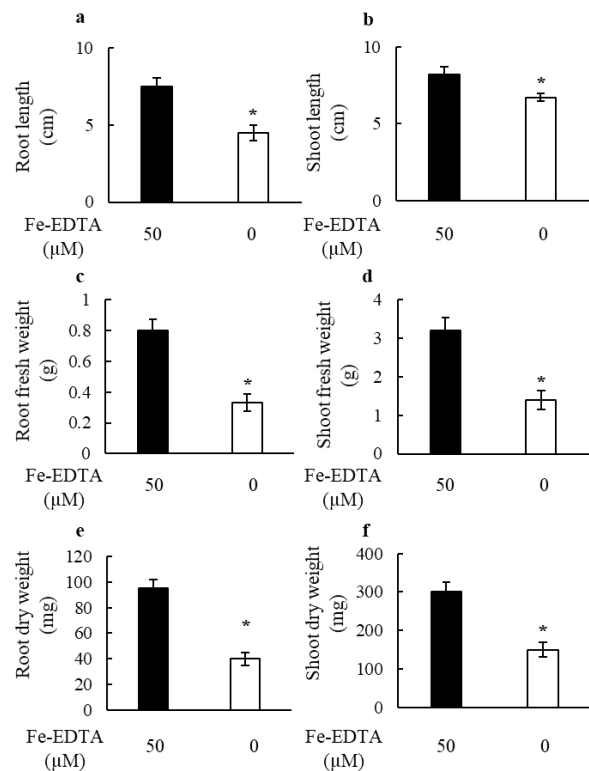 a
10
5
0
Root length
(cm)
*
Fe-EDTA
(μM)
50
0
b
10
5
0
Shoot length
(cm)
*
Fe-EDTA
(μM)
50
0
c
1
0.8
0.6
0.4
0.2
0
Root fresh weight
(g)
*
Fe-EDTA
(μM)
50
0
d
4
3
2
1
0
Shoot fresh weight
(g)
*
Fe-EDTA
(μM)
50
0
e
120
100
80
60
40
20
0
Root dry weight
(mg)
*
Fe-EDTA
(μM)
50
0
f
400
300
200
100
0
Shoot dry weight
(mg)
*
Fe-EDTA
(μM)
50
0